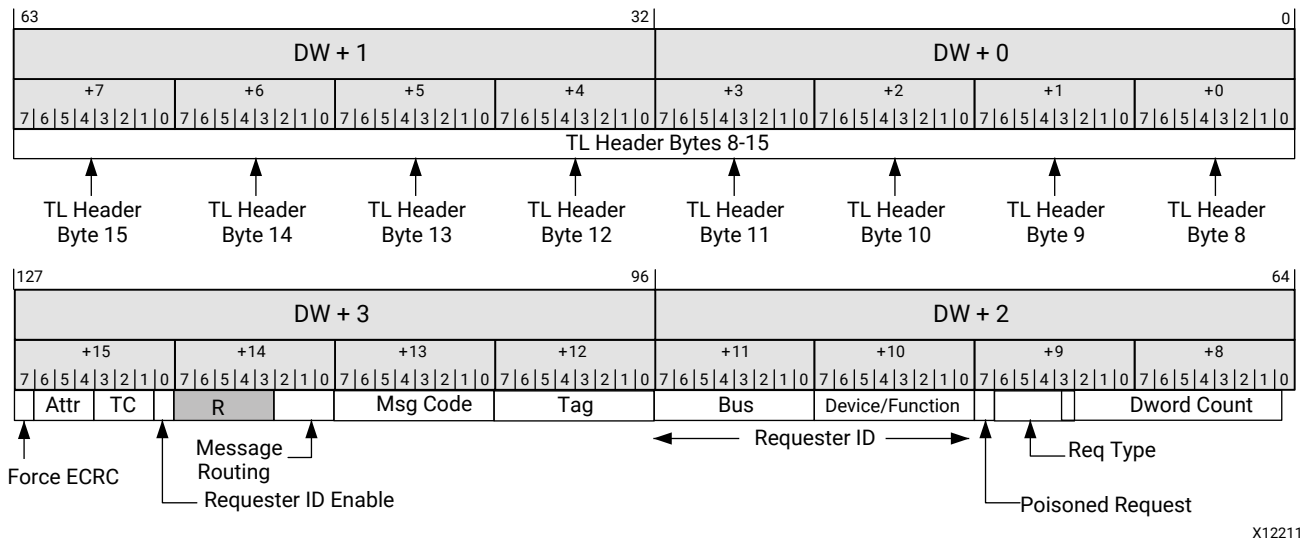 63 32 0
DW + 1 DW + 0
+7 +6 +5 +4 +3 +2 +1 +0
7 6 5 4 3 2 1 0 7 6 5 4 3 2 1 0 7 6 5 4 3 2 1 0 7 6 5 4 3 2 1 0 7 6 5 4 3 2 1 0 7 6 5 4 3 2 1 0 7 6 5 4 3 2 1 0 7 6 5 4 3 2 1 0
TL Header Bytes 8-15
TL Header TL Header TL Header TL Header TL Header TL Header TL Header TL Header
Byte 15 Byte 14 Byte 13 Byte 12 Byte 11 Byte 10 Byte 9 Byte 8
127 96 64
DW + 3 DW + 2
+15 +14 +13 +12 +11 +10 +9 +8
7 6 5 4 3 2 1 0 7 6 5 4 3 2 1 0 7 6 5 4 3 2 1 0 7 6 5 4 3 2 1 0 7 6 5 4 3 2 1 0 7 6 5 4 3 2 1 0 7 6 5 4 3 2 1 0 7 6 5 4 3 2 1 0
Attr TC R Msg Code Tag Bus Device/Function Dword Count
Message Requester ID Req Type
Routing
Force ECRC
Requester ID Enable Poisoned Request
X12211